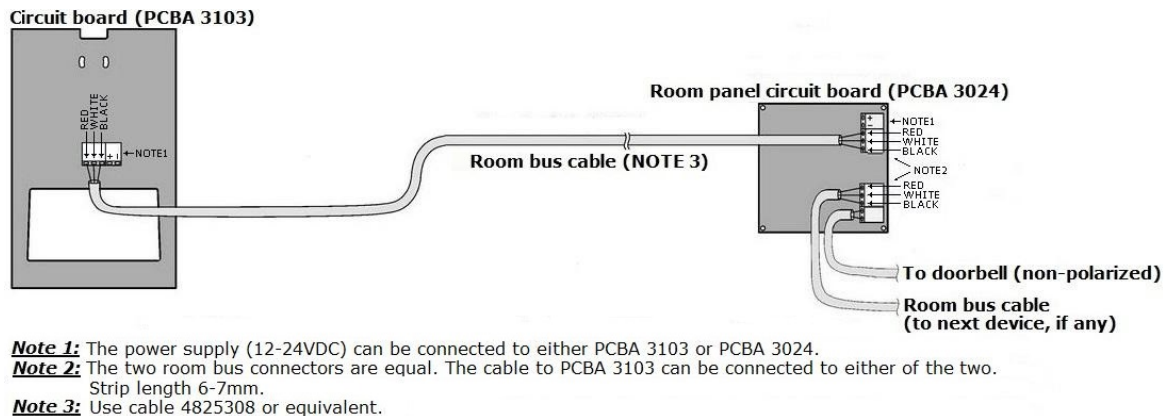 Circuit board (PCBA 3103)
RED
WHITE
BLACK
+ -
NOTE1
Room panel circuit board (PCBA 3024)
+
-
NOTE1
RED
WHITE
BLACK
NOTE2
RED
WHITE
BLACK
Room bus cable (NOTE 3)
To doorbell (non-polarized)
Room bus cable
(to next device, if any)
Note 1: The power supply (12-24VDC) can be connected to either PCBA 3103 or PCBA 3024.
Note 2: The two room bus connectors are equal. The cable to PCBA 3103 can be connected to either of the two.
Strip length 6-7mm.
Note 3: Use cable 4825308 or equivalent.